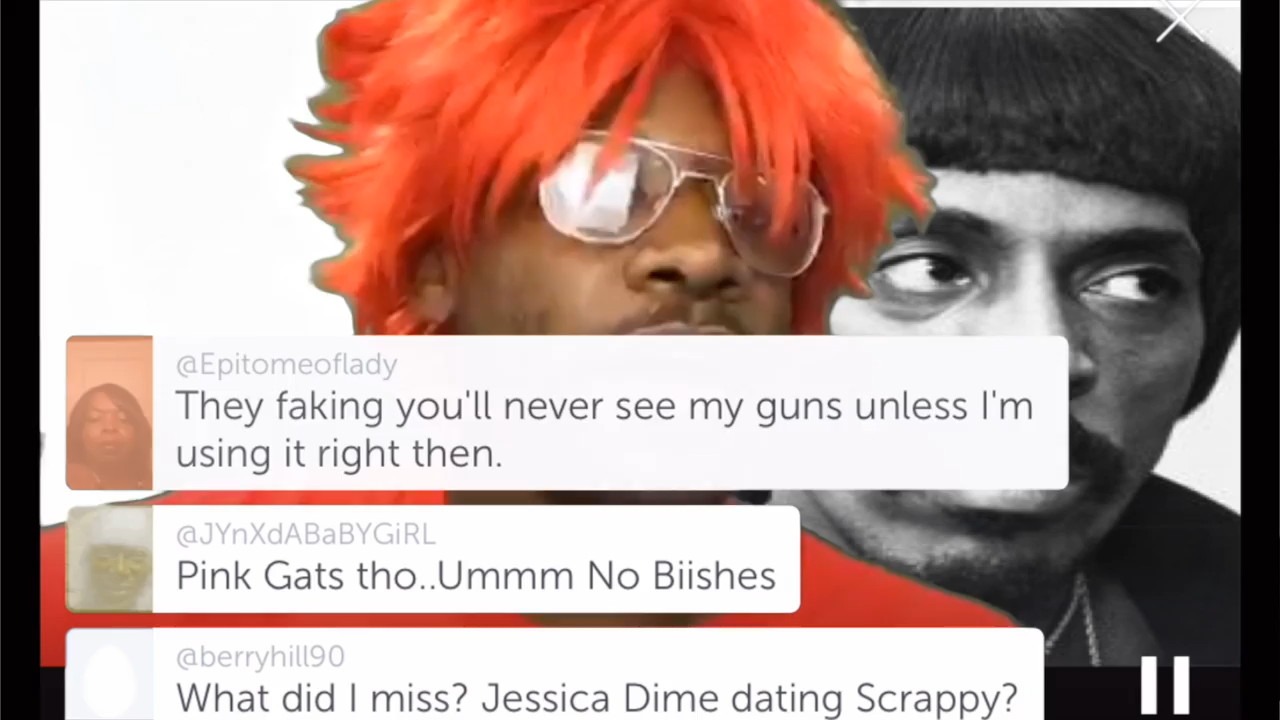 @Epitomeoflady
They faking you'll never see my guns unless I'm
using it right then.
@JYnXdABaBYGiRL
Pink Gats tho..Ummm No Biishes
@berryhill90
What did I miss? Jessica Dime dating Scrappy?